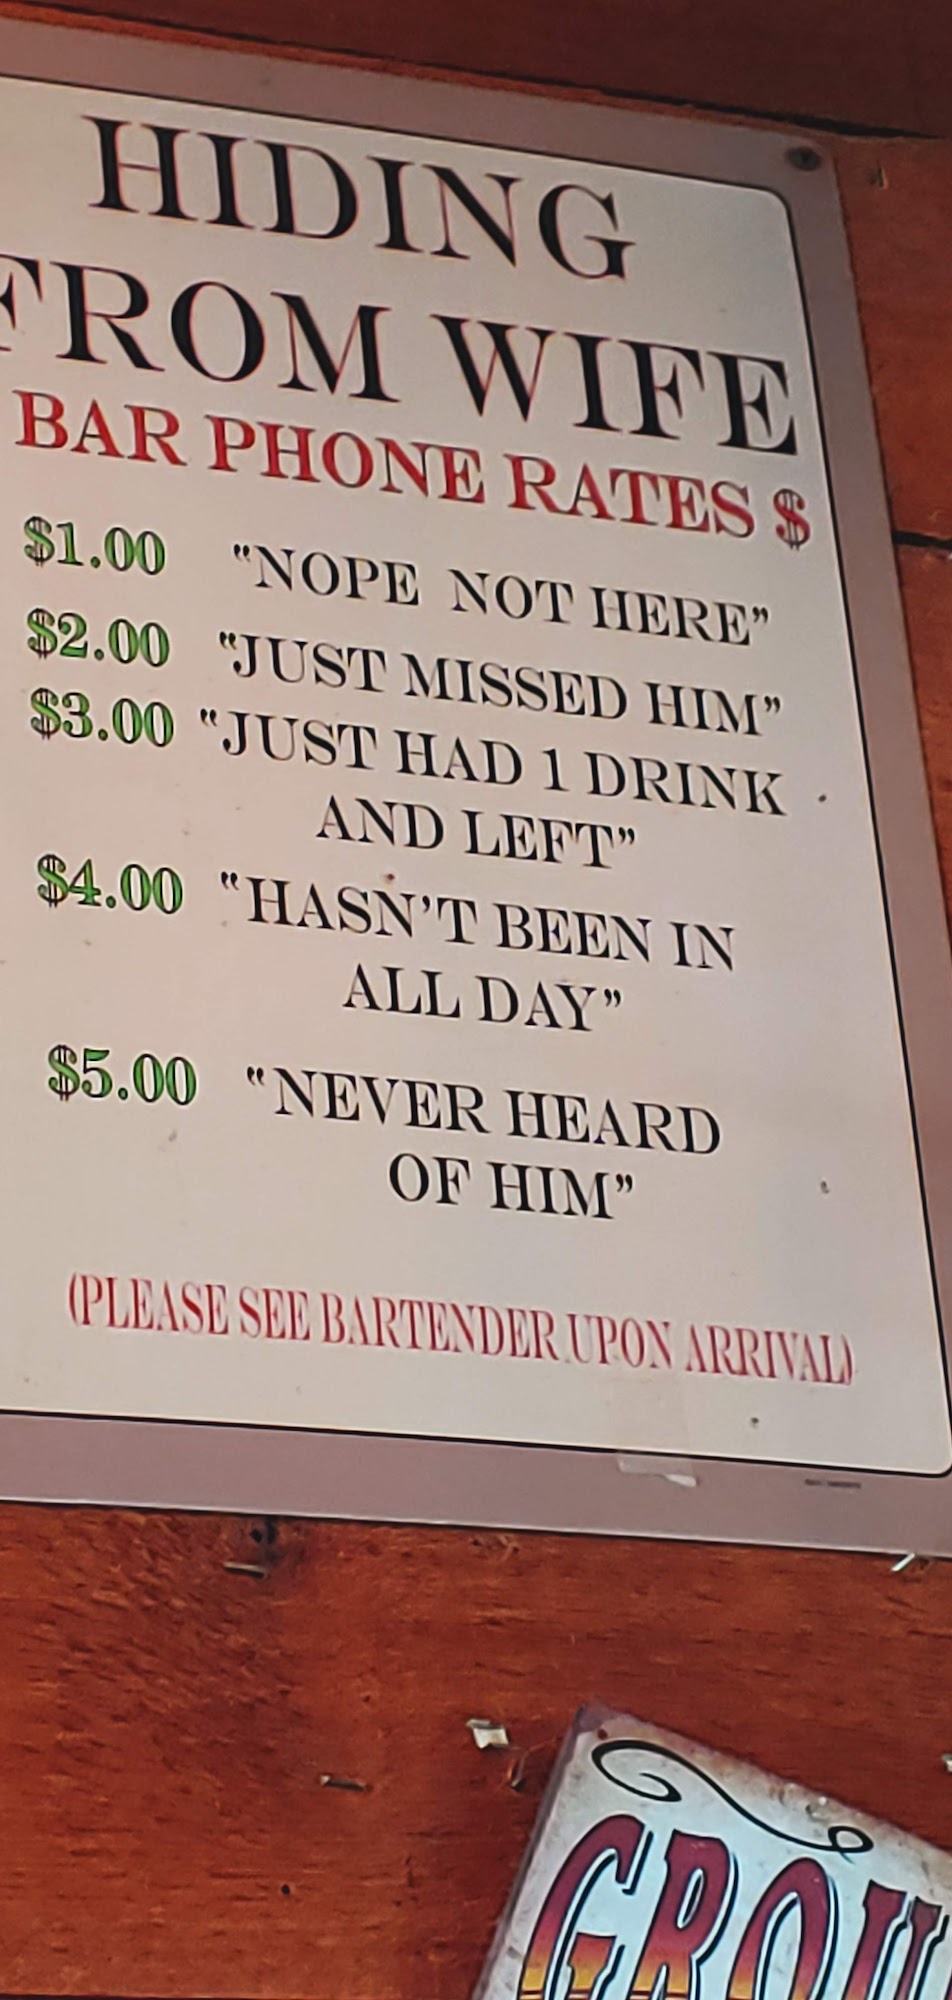 HIDING
FROM WIFE
BAR PHONE RATES $
$1.00 "NOPE NOT HERE"
$2.00 "JUST MISSED HIM"
$3.00 "JUST HAD 1 DRINK
AND LEFT"
$4.00 "HASN'T BEEN IN
ALL DAY"
$5.00 "NEVER HEARD
OF HIM"
(PLEASE SEE BARTENDER UPON ARRIVAL)
GROU